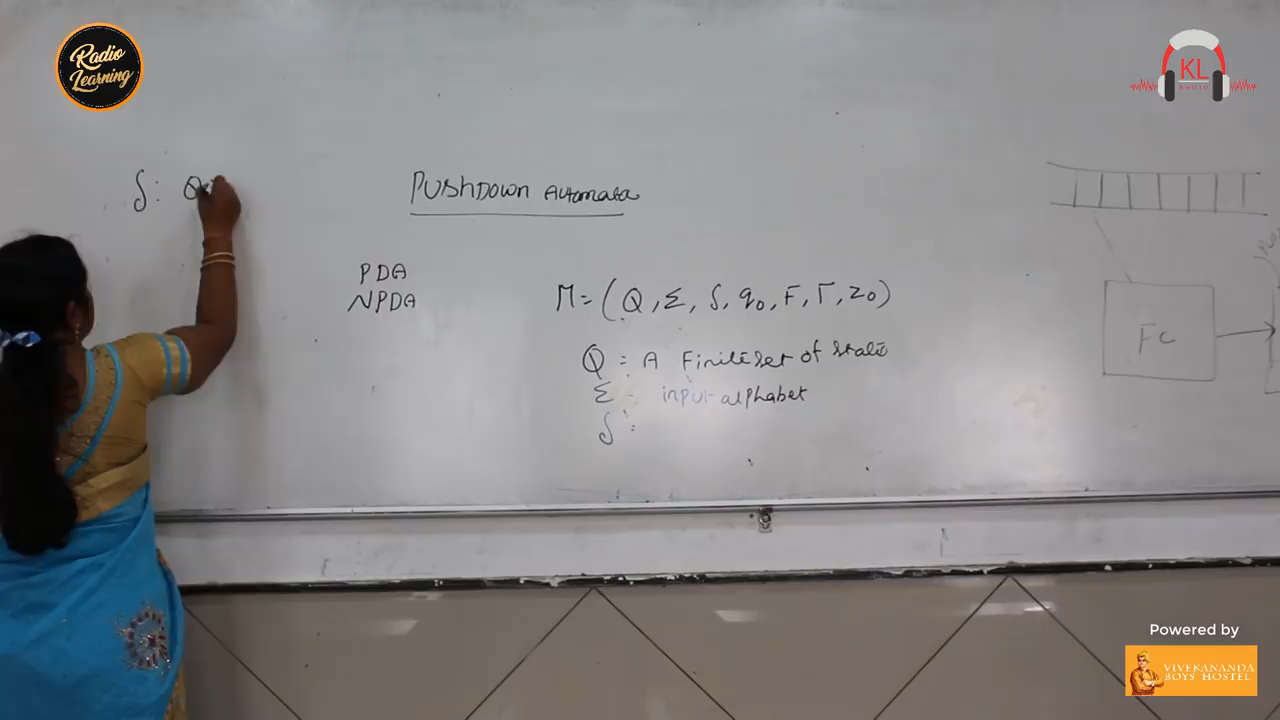 Radio
Learning
KL
RADIO
δ: Q
PUShDOWN AutOmata
PDA
NPDA
M = ( Q , Σ, δ, q0, F, Γ, z0)
Q = A Finite set of state
Σ = input alphabet
δ :
FC
Powered by
VIVEKANANDA
BOYS HOSTEL